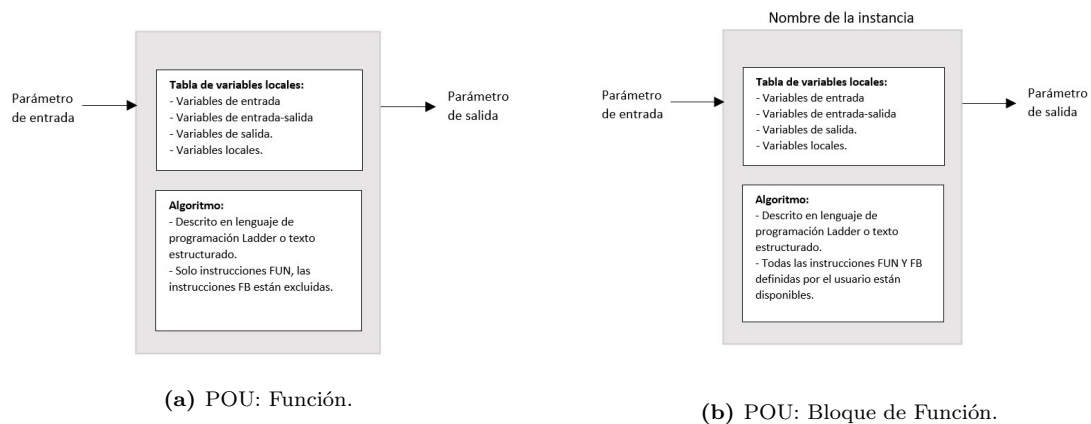 Parámetro
de entrada
Tabla de variables locales:
- Variables de entrada
- Variables de entrada-salida
- Variables de salida.
- Variables locales.
Algoritmo:
- Descrito en lenguaje de
programación Ladder o texto
estructurado.
- Solo instrucciones FUN, las
instrucciones FB están excluidas.
Parámetro
de salida
(a) POU: Función.
Nombre de la instancia
Parámetro
de entrada
Tabla de variables locales:
- Variables de entrada
- Variables de entrada-salida
- Variables de salida.
- Variables locales.
Algoritmo:
- Descrito en lenguaje de
programación Ladder o texto
estructurado.
- Todas las instrucciones FUN Y FB
definidas por el usuario están
disponibles.
Parámetro
de salida
(b) POU: Bloque de Función.